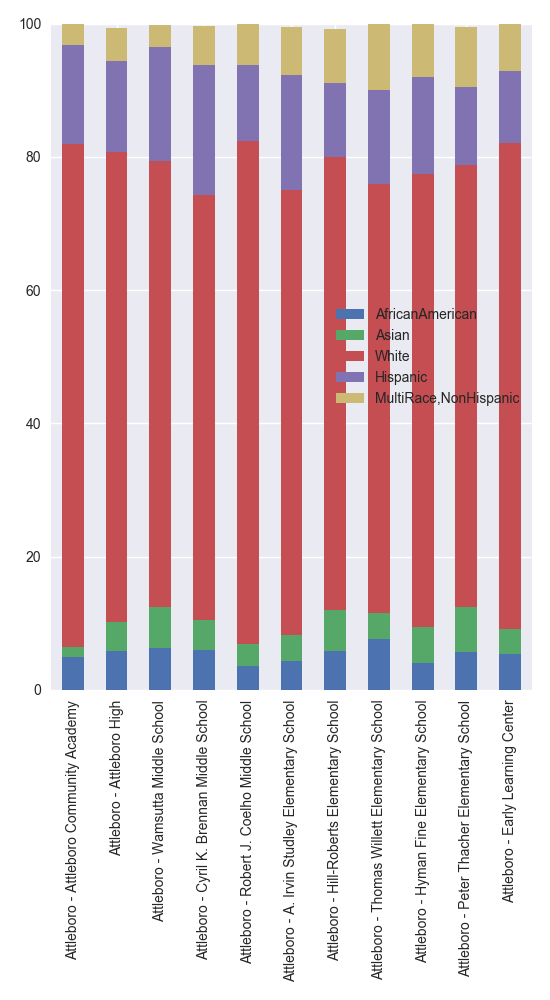 100
80
60
40
20
0
AfricanAmerican
Asian
White
Hispanic
MultiRace,NonHispanic
Attleboro - Attleboro Community Academy
Attleboro - Attleboro High
Attleboro - Wamsutta Middle School
Attleboro - Cyril K. Brennan Middle School
Attleboro - Robert J. Coelho Middle School
Attleboro - A. Irvin Studley Elementary School
Attleboro - Hill-Roberts Elementary School
Attleboro - Thomas Willett Elementary School
Attleboro - Hyman Fine Elementary School
Attleboro - Peter Thacher Elementary School
Attleboro - Early Learning Center